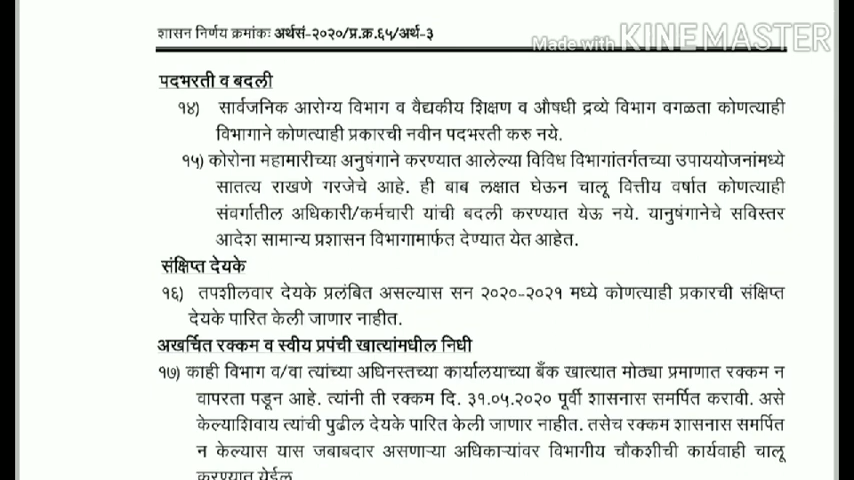 शासन निर्णय क्रमांकः अर्थसं-२०२०/प्र.क्र.६५/अर्थ-३
Made with KINEMASTER
पदभरती व बदली
१४) सार्वजनिक आरोग्य विभाग व वैद्यकीय शिक्षण व औषधी द्रव्ये विभाग वगळता कोणत्याही
विभागाने कोणत्याही प्रकारची नवीन पदभरती करु नये.
१५) कोरोना महामारीच्या अनुषंगाने करण्यात आलेल्या विविध विभागांतर्गतच्या उपाययोजनांमध्ये
सातत्य राखणे गरजेचे आहे. ही बाब लक्षात घेऊन चालू वित्तीय वर्षात कोणत्याही
संवर्गातील अधिकारी/कर्मचारी यांची बदली करण्यात येऊ नये. यानुषंगानेचे सविस्तर
आदेश सामान्य प्रशासन विभागामार्फत देण्यात येत आहेत.
संक्षिप्त देयके
१६) तपशीलवार देयके प्रलंबित असल्यास सन २०२०-२०२१ मध्ये कोणत्याही प्रकारची संक्षिप्त
देयके पारित केली जाणार नाहीत.
अखर्चित रक्कम व स्वीय प्रपंची खात्यांमधील निधी
१७) काही विभाग व/वा त्यांच्या अधिनस्तच्या कार्यालयाच्या बँक खात्यात मोठ्या प्रमाणात रक्कम न
वापरता पडून आहे. त्यांनी ती रक्कम दि. ३१.०५.२०२० पूर्वी शासनास समर्पित करावी. असे
केल्याशिवाय त्यांची पुढील देयके पारित केली जाणार नाहीत. तसेच रक्कम शासनास समर्पित
न केल्यास यास जबाबदार असणाऱ्या अधिकाऱ्यांवर विभागीय चौकशीची कार्यवाही चालू
करण्यात येईल